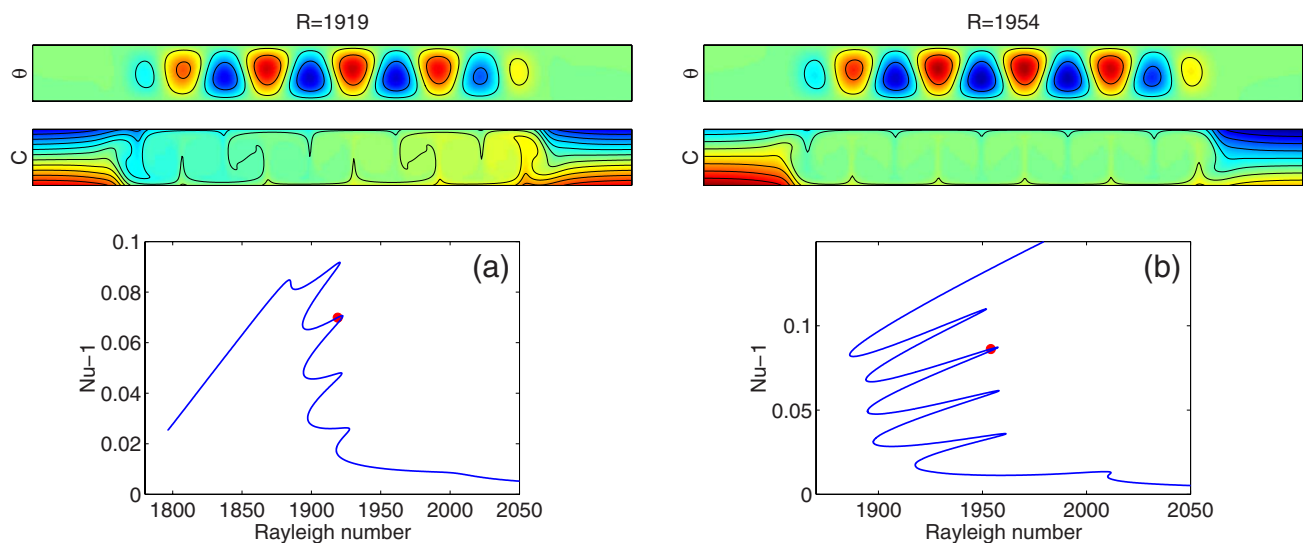 R=1919
R=1954
θ
θ
C
C
0.1
0.08
0.06
0.04
0.02
0
Nu−1
(a)
1800 1850 1900 1950 2000 2050
Rayleigh number
0.1
0.05
0
Nu−1
(b)
1900 1950 2000 2050
Rayleigh number